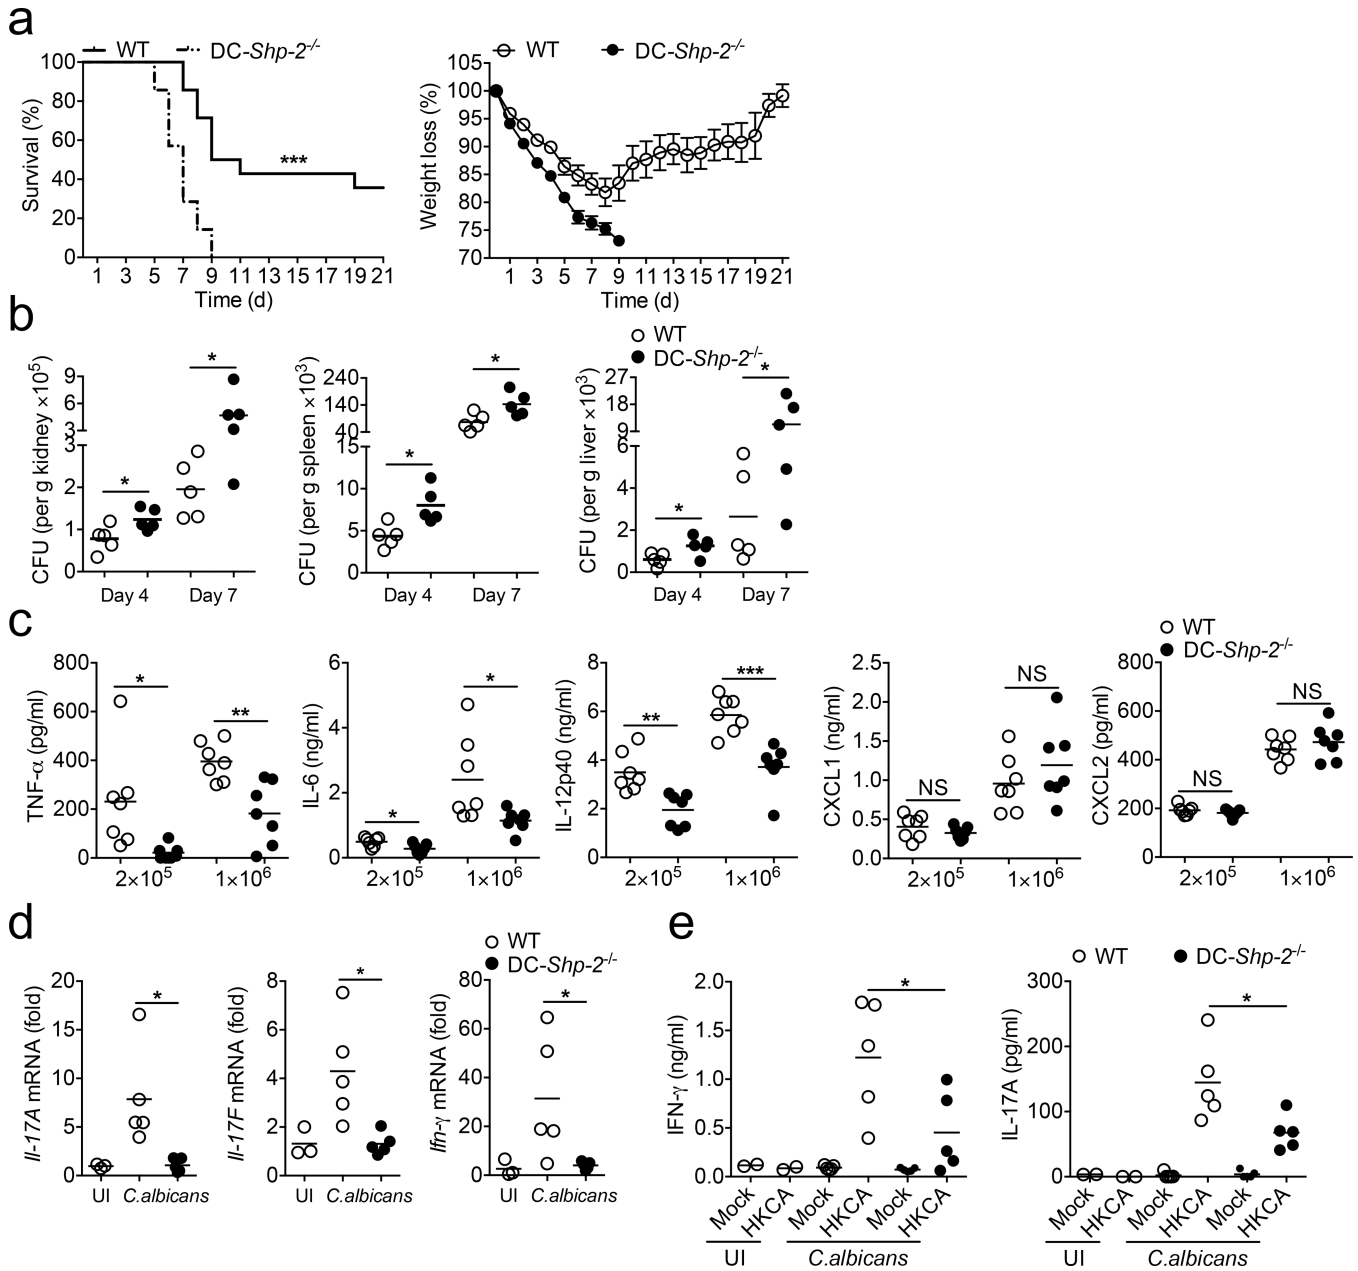 a
WT
DC-Shp-2-/-
Survival (%)
100
80
60
40
20
0
***
1 3 5 7 9 11 13 15 17 19 21
Time (d)
WT
DC-Shp-2-/-
Weight loss (%)
105
100
95
90
85
80
75
70
1 3 5 7 9 11 13 15 17 19 21
Time (d)
b
WT
DC-Shp-2-/-
CFU (per g kidney ×10⁵)
9
6
3
3
2
1
0
*
*
Day 4 Day 7
CFU (per g spleen ×10³)
240
140
40
15
10
5
0
*
*
Day 4 Day 7
CFU (per g liver ×10³)
27
18
9
6
4
2
0
*
*
Day 4 Day 7
c
WT
DC-Shp-2-/-
TNF-α (pg/ml)
800
600
400
200
0
*
**
2×10⁵ 1×10⁶
IL-6 (ng/ml)
6
4
2
0
*
*
2×10⁵ 1×10⁶
IL-12p40 (ng/ml)
8
6
4
2
0
**
***
2×10⁵ 1×10⁶
CXCL1 (ng/ml)
2.5
2.0
1.5
1.0
0.5
0.0
NS
NS
2×10⁵ 1×10⁶
CXCL2 (pg/ml)
800
600
400
200
0
NS
NS
2×10⁵ 1×10⁶
d
WT
DC-Shp-2-/-
Il-17A mRNA (fold)
20
15
10
5
0
*
UI C.albicans
Il-17F mRNA (fold)
8
6
4
2
0
*
UI C.albicans
Ifn-γ mRNA (fold)
80
60
40
20
0
*
UI C.albicans
e
WT
DC-Shp-2-/-
IFN-γ (ng/ml)
2.0
1.5
1.0
0.5
0.0
*
Mock HKCA Mock HKCA Mock HKCA
UI C.albicans
IL-17A (pg/ml)
300
200
100
0
*
Mock HKCA Mock HKCA Mock HKCA
UI C.albicans